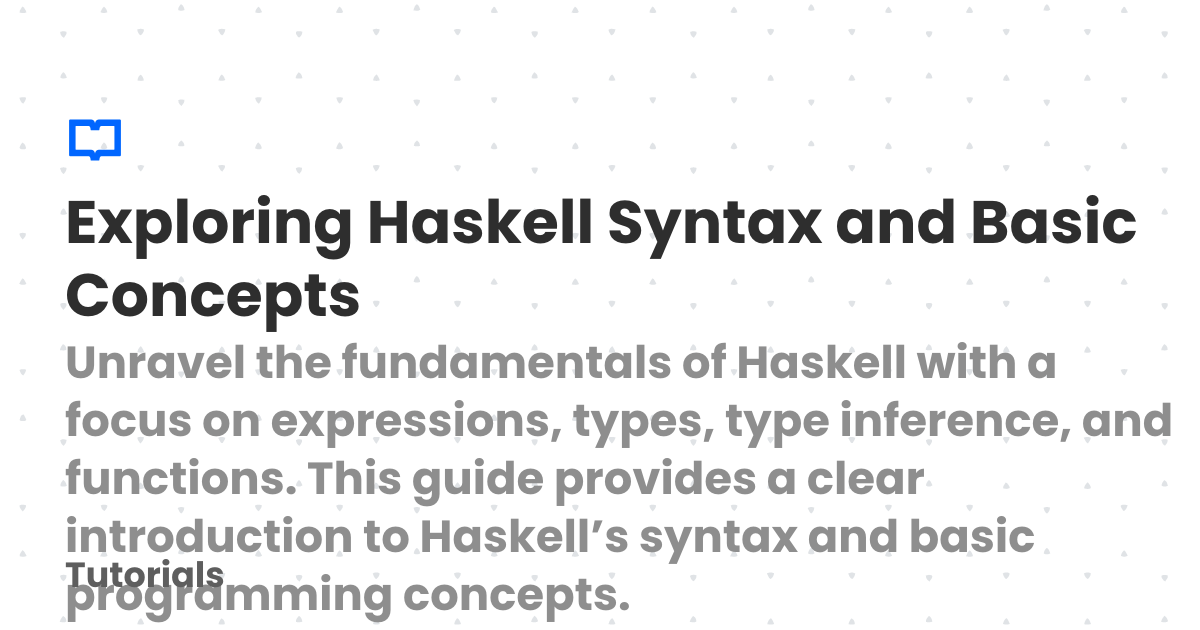 Exploring Haskell Syntax and Basic
Concepts
Unravel the fundamentals of Haskell with a
focus on expressions, types, type inference, and
functions. This guide provides a clear
introduction to Haskell’s syntax and basic
Tutorials
programming concepts.